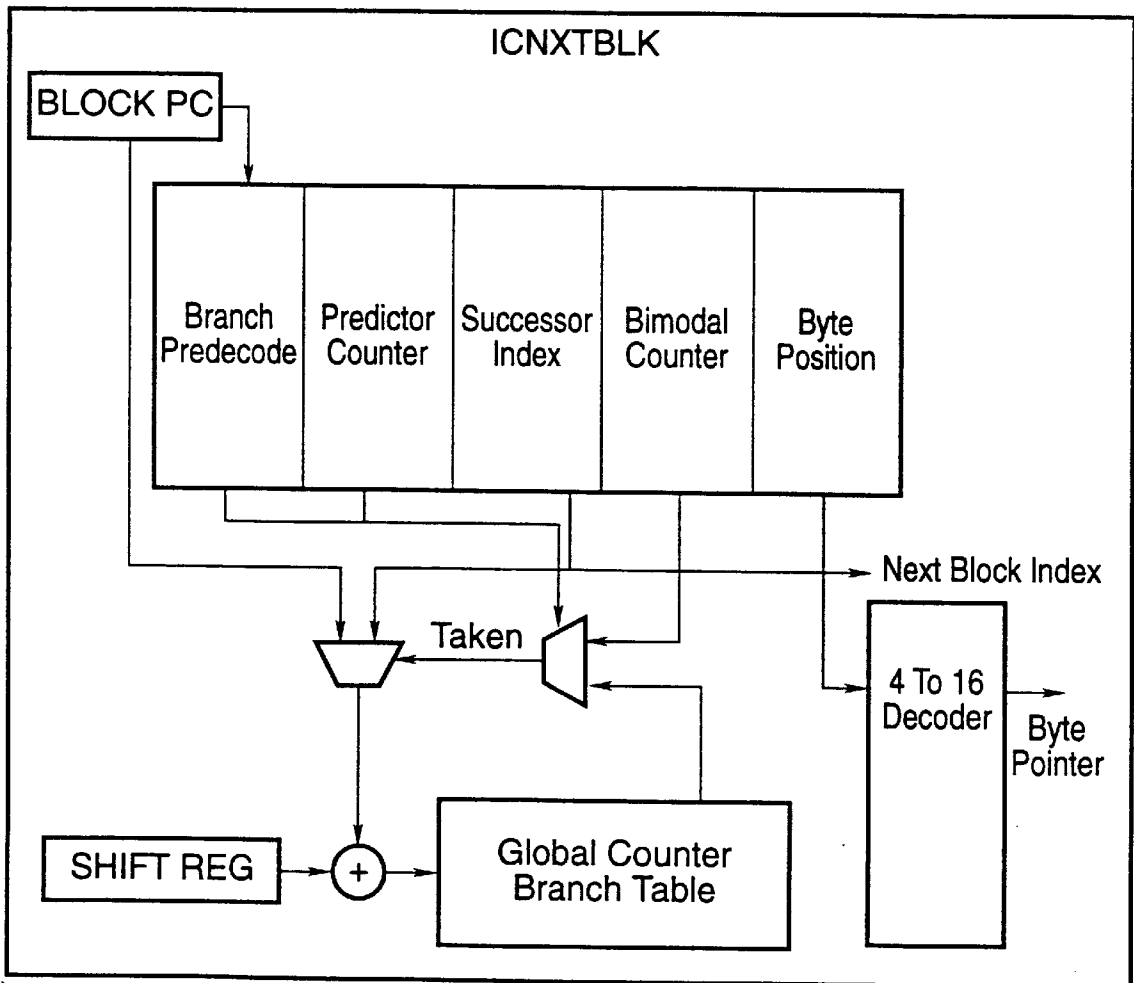 ICNXTBLK
BLOCK PC
Branch
Predecode
Predictor
Counter
Successor
Index
Bimodal
Counter
Byte
Position
Next Block Index
Taken
4 To 16
Decoder
Byte
Pointer
SHIFT REG
+
Global Counter
Branch Table